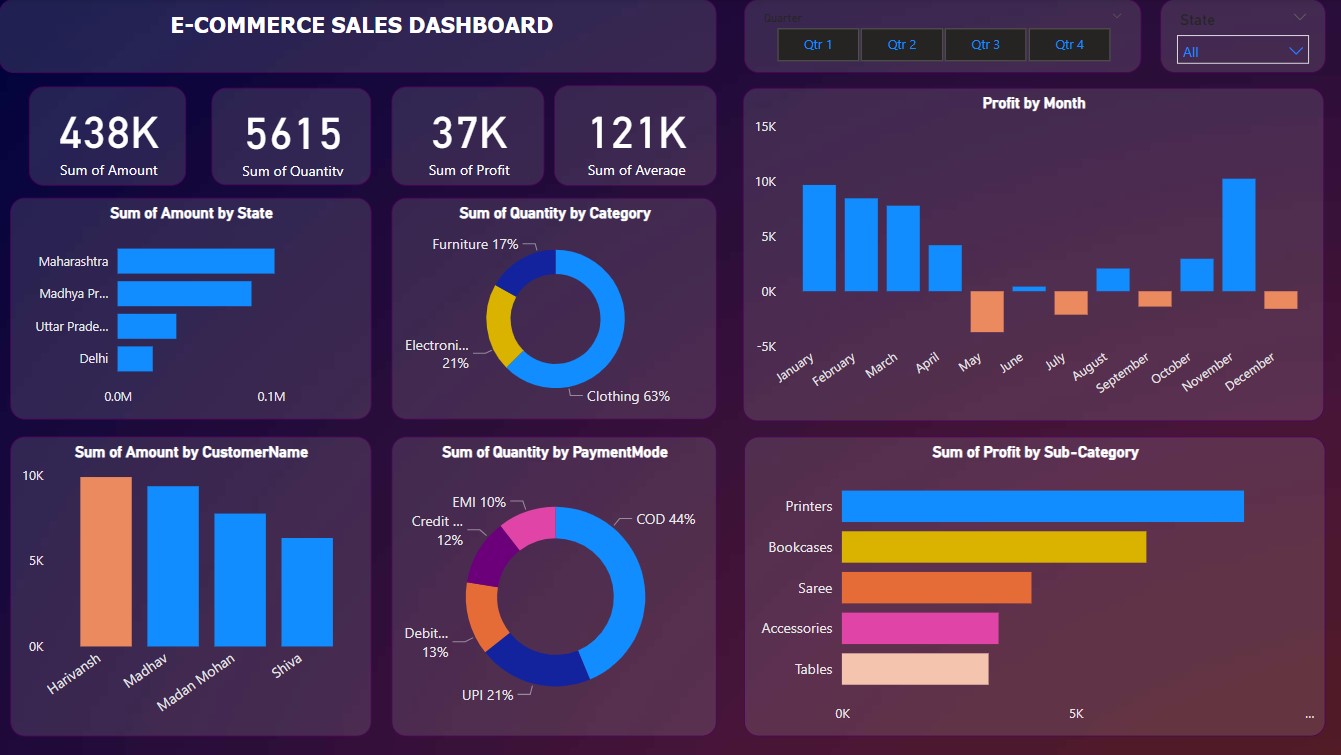 E-COMMERCE SALES DASHBOARD
Quarter
Qtr 1
Qtr 2
Qtr 3
Qtr 4
State
All
438K
Sum of Amount
5615
Sum of Quantity
37K
Sum of Profit
121K
Sum of Average
Profit by Month
15K
10K
5K
0K
-5K
January
February
March
April
May
June
July
August
September
October
November
December
Sum of Amount by State
Maharashtra
Madhya Pr...
Uttar Prade...
Delhi
0.0M
0.1M
Sum of Quantity by Category
Furniture 17%
Electroni...
21%
Clothing 63%
Sum of Amount by CustomerName
10K
5K
0K
Harivansh
Madhav
Madan Mohan
Shiva
Sum of Quantity by PaymentMode
EMI 10%
COD 44%
Credit ...
12%
Debit...
13%
UPI 21%
Sum of Profit by Sub-Category
Printers
Bookcases
Saree
Accessories
Tables
0K
5K
...